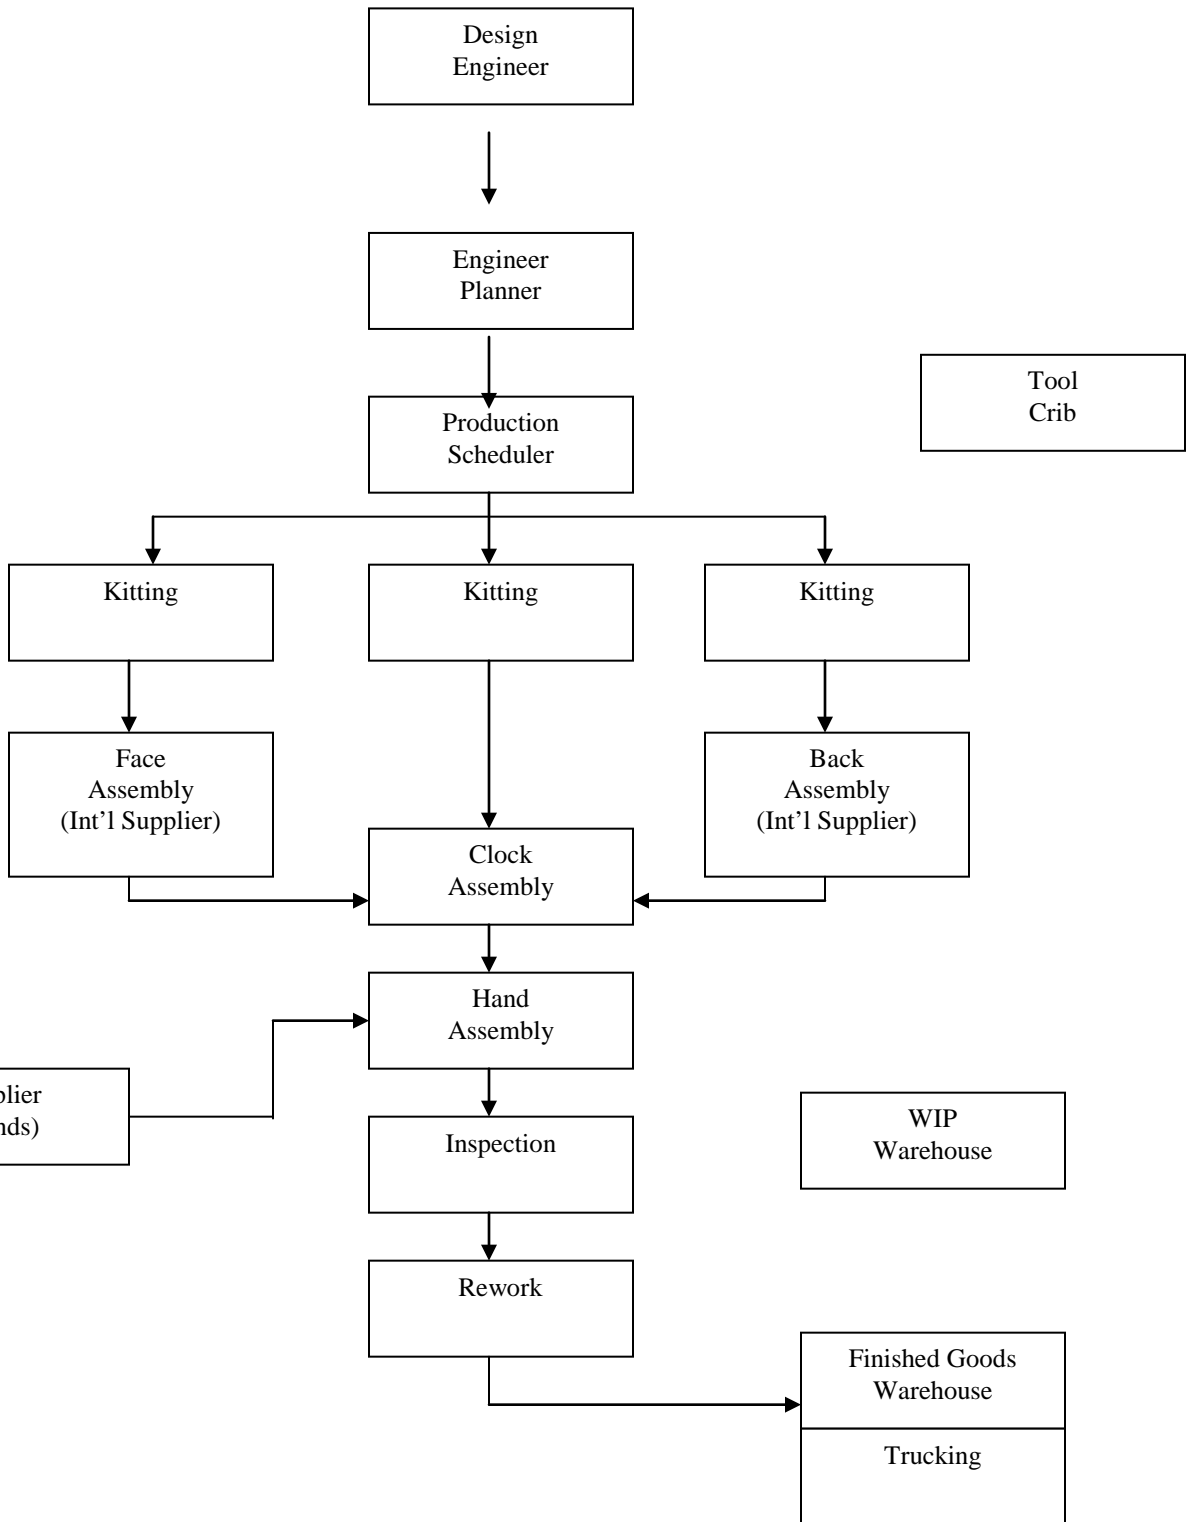 Design
Engineer
Engineer
Planner
Tool
Crib
Production
Scheduler
Kitting
Kitting
Kitting
Face
Assembly
(Int’l Supplier)
Back
Assembly
(Int’l Supplier)
Clock
Assembly
Hand
Assembly
WIP
Warehouse
Inspection
Rework
Finished Goods
Warehouse
Trucking